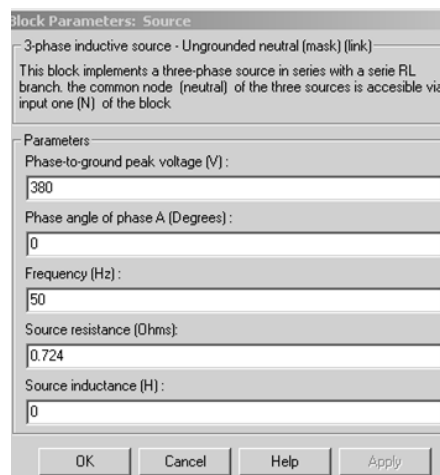 Block Parameters: Source
3-phase inductive source - Ungrounded neutral (mask) (link)
This block implements a three-phase source in series with a serie RL
branch. the common node (neutral) of the three sources is accesible via
input one (N) of the block
Parameters
Phase-to-ground peak voltage (V) :
380
Phase angle of phase A (Degrees) :
0
Frequency (Hz) :
50
Source resistance (Ohms):
0.724
Source inductance (H) :
0
OK Cancel Help Apply